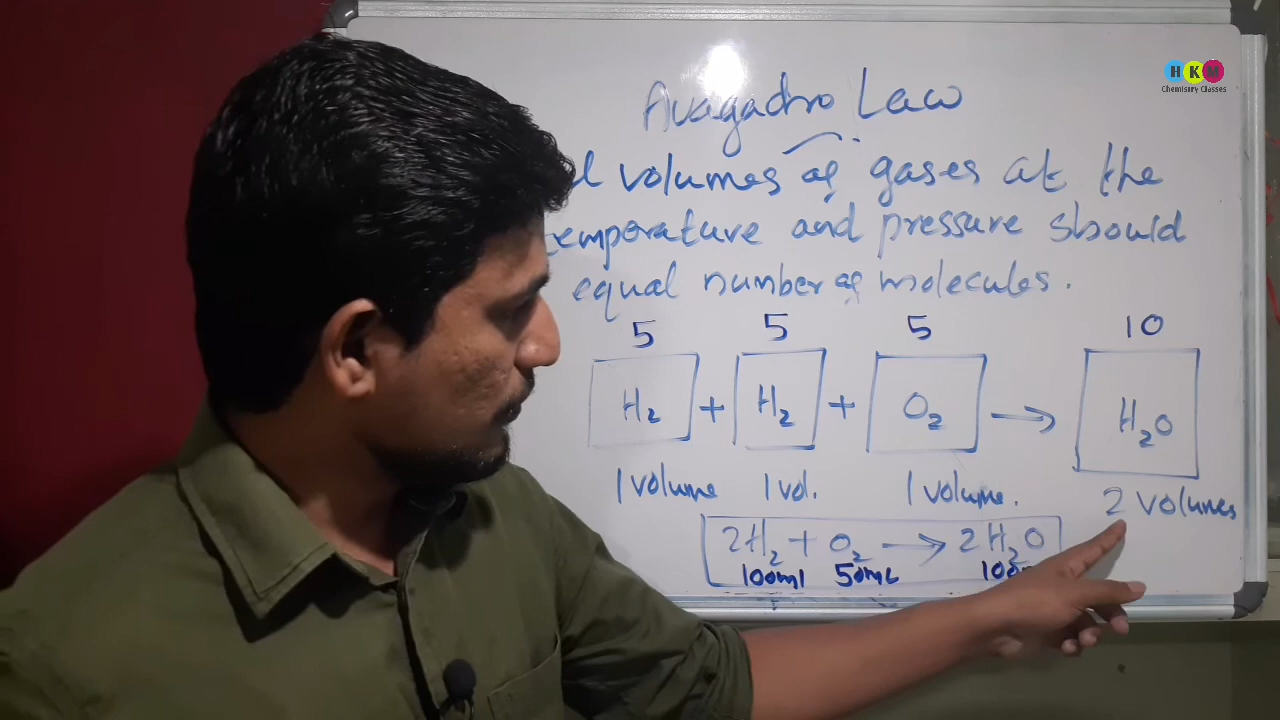 HKM
Chemistry Classes
Avagadro Law
volumes of gases at the
temperature and pressure should
equal number of molecules.
5 5 5 10
H2 + H2 + O2 → H2O
1 volume 1 vol. 1 volume. 2 volumes
2H2 + O2 → 2H2O
100ml 50mL